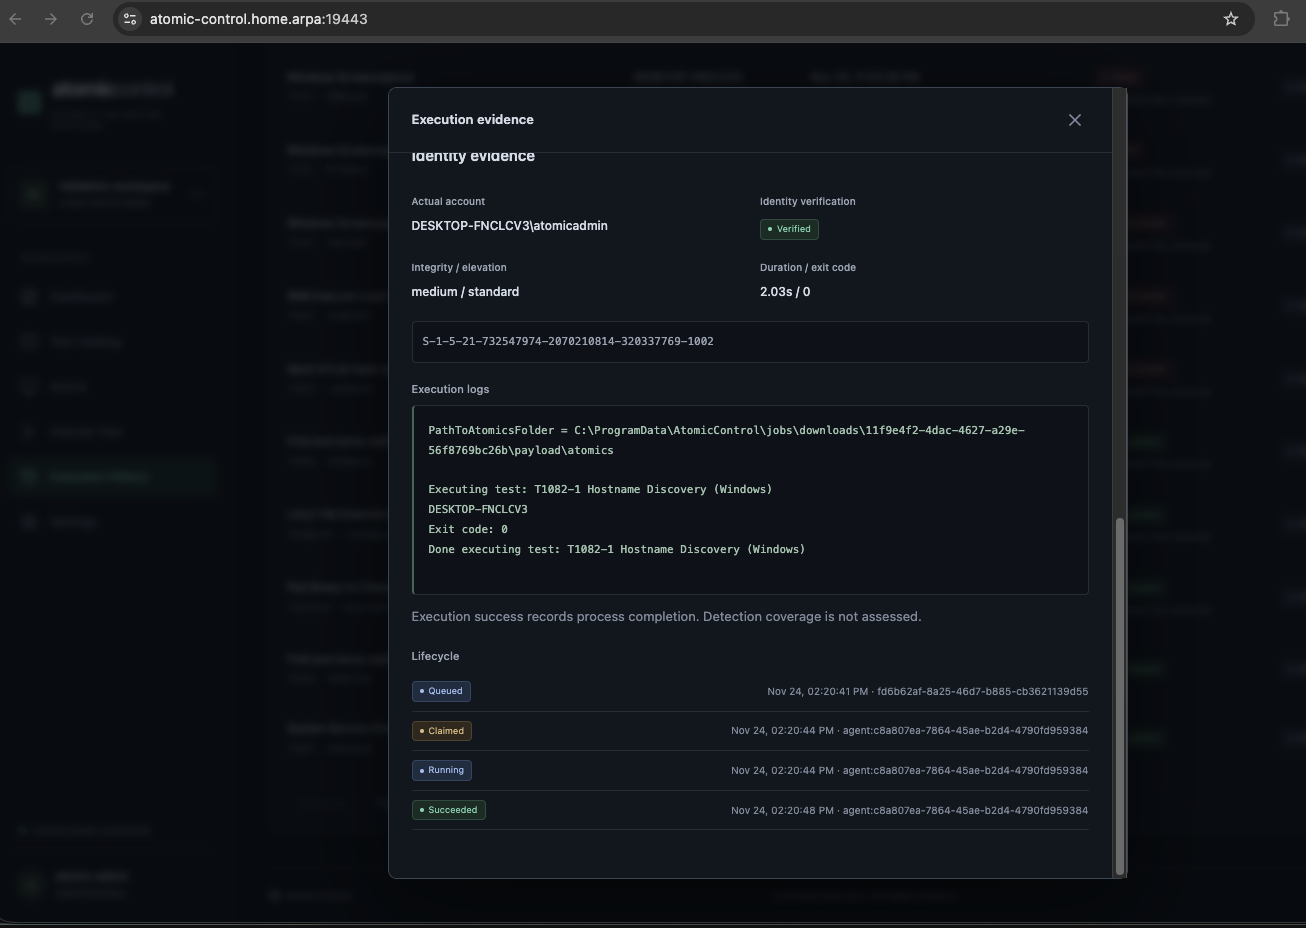 atomic-control.home.arpa:19443
Execution evidence
Identity evidence
Actual account
Identity verification
DESKTOP-FNCLCV3\atomicadmin
Verified
Integrity / elevation
Duration / exit code
medium / standard
2.03s / 0
S-1-5-21-732547974-2070210814-320337769-1002
Execution logs
PathToAtomicsFolder = C:\ProgramData\AtomicControl\jobs\downloads\11f9e4f2-4dac-4627-a29e-
56f8769bc26b\payload\atomics
Executing test: T1082-1 Hostname Discovery (Windows)
DESKTOP-FNCLCV3
Exit code: 0
Done executing test: T1082-1 Hostname Discovery (Windows)
Execution success records process completion. Detection coverage is not assessed.
Lifecycle
Queued
Nov 24, 02:20:41 PM · fd6b62af-8a25-46d7-b885-cb3621139d55
Claimed
Nov 24, 02:20:44 PM · agent:c8a807ea-7864-45ae-b2d4-4790fd959384
Running
Nov 24, 02:20:44 PM · agent:c8a807ea-7864-45ae-b2d4-4790fd959384
Succeeded
Nov 24, 02:20:48 PM · agent:c8a807ea-7864-45ae-b2d4-4790fd959384